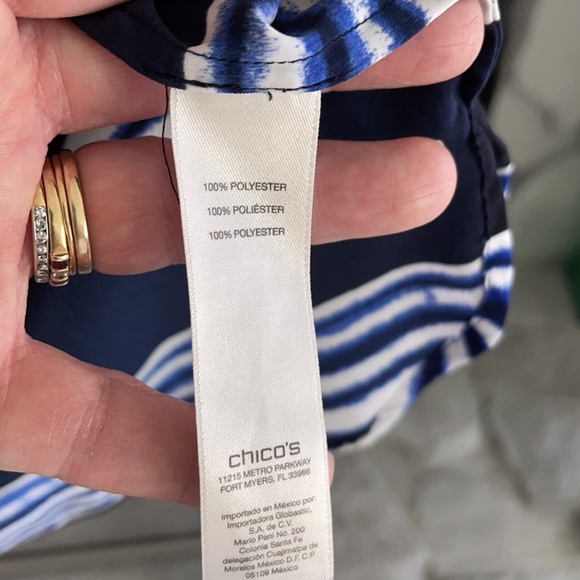 100% POLYESTER
100% POLIÉSTER
100% POLYESTER
chico's
11215 METRO PARKWAY
FORT MYERS, FL 33966
Importado en México por:
Importadora Globastic,
S.A. de C.V.
Mario Pani No. 200
Colonia Santa Fe
delegación Cuajimalpa de
Morelos México D.F. C.P
05109 México